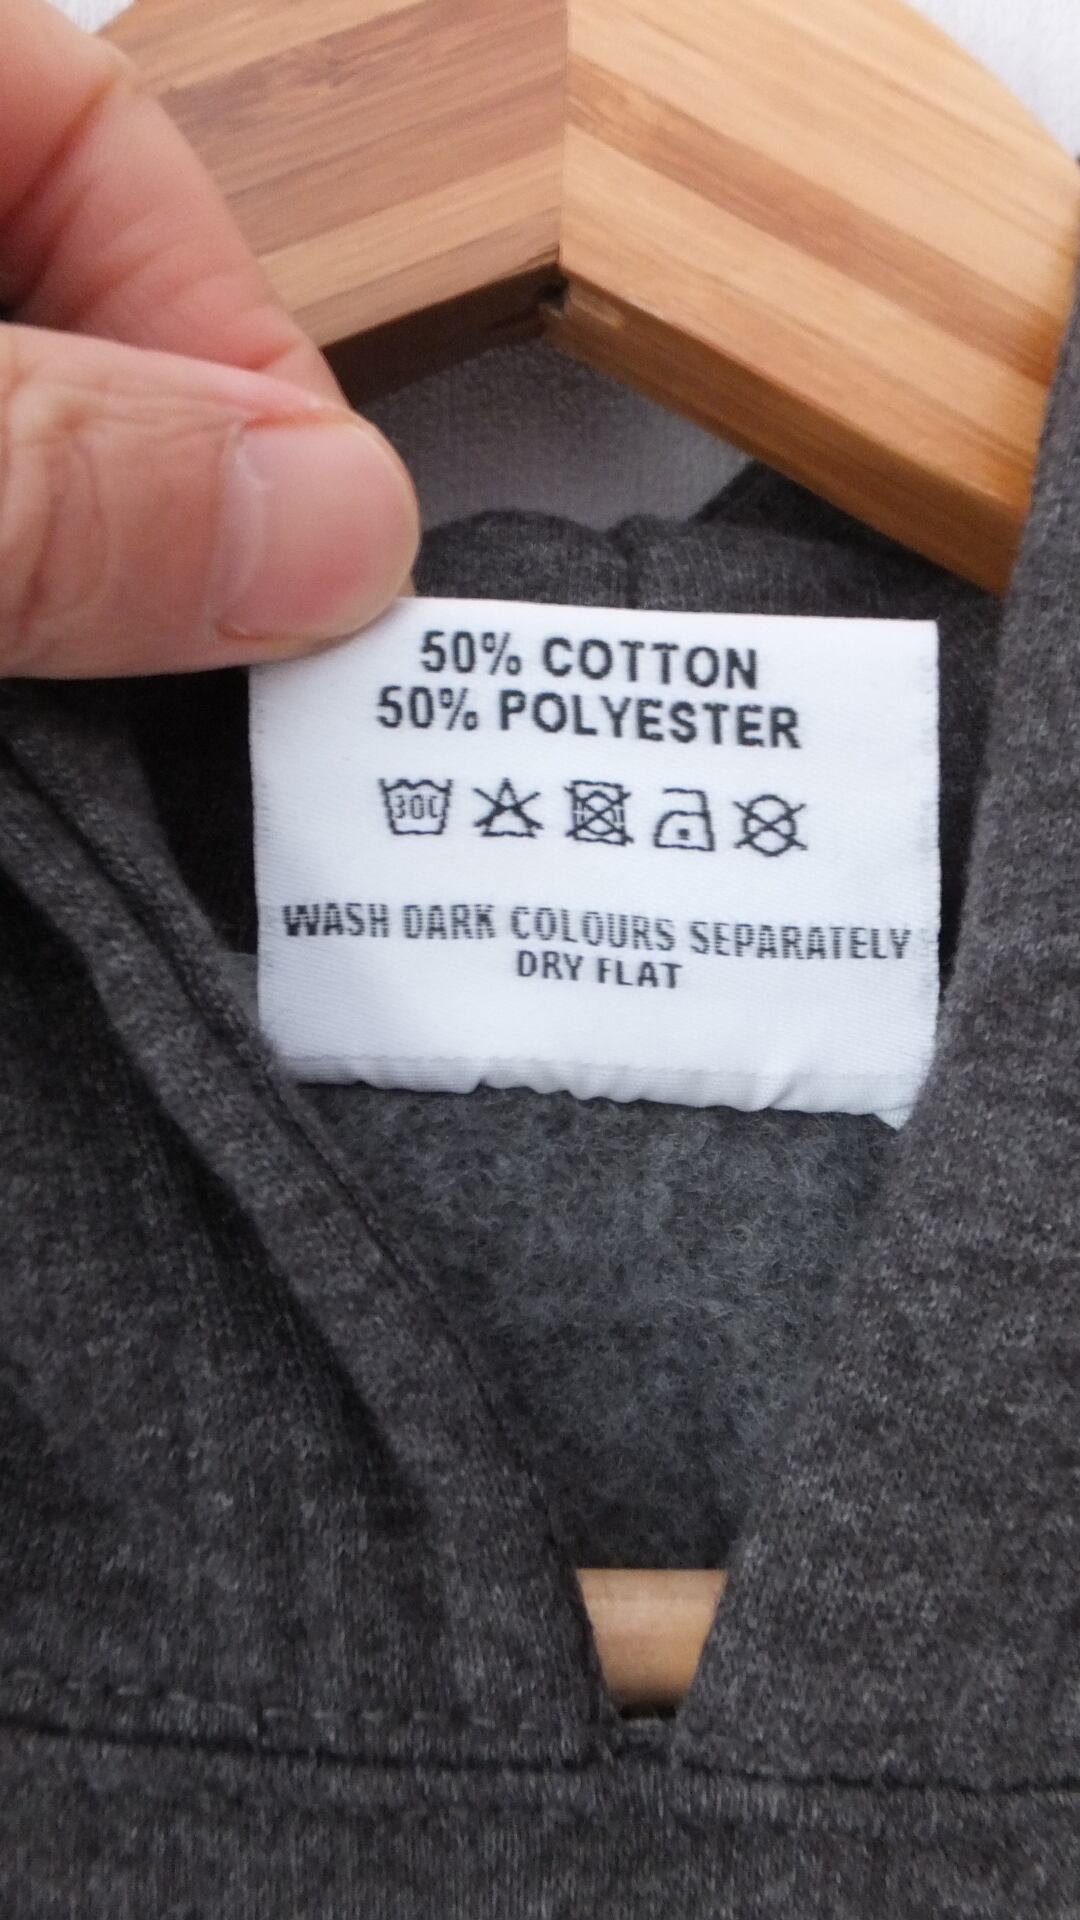 50% COTTON
50% POLYESTER
30C
WASH DARK COLOURS SEPARATELY
DRY FLAT